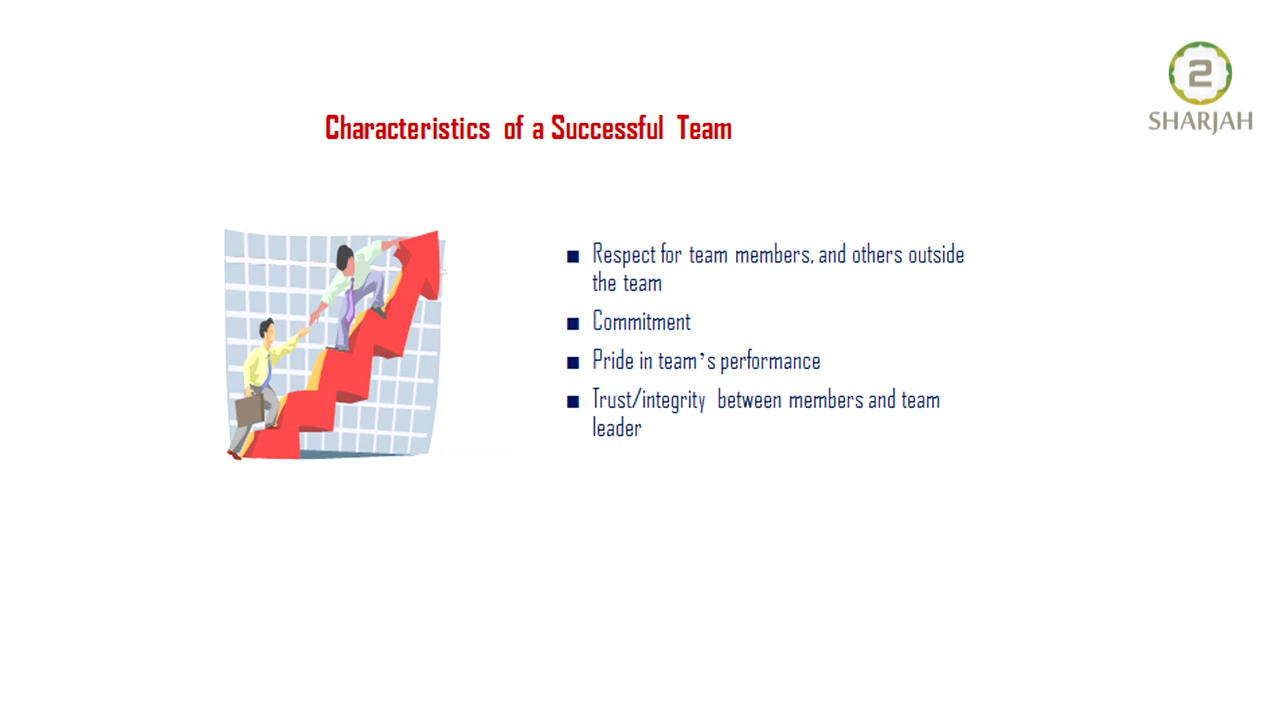 2
SHARJAH
Characteristics of a Successful Team
■ Respect for team members, and others outside
the team
■ Commitment
■ Pride in team's performance
■ Trust/integrity between members and team
leader